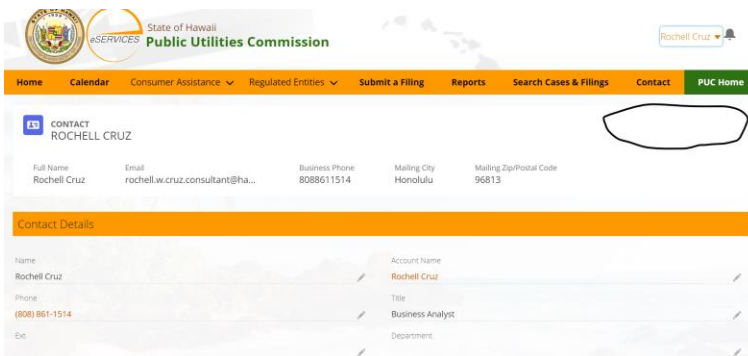 State of Hawaii
eSERVICES Public Utilities Commission
Rochell Cruz
Home Calendar Consumer Assistance Regulated Entities Submit a Filing Reports Search Cases & Filings Contact PUC Home
CONTACT
ROCHELL CRUZ
Full Name Email Business Phone Mailing City Mailing Zip/Postal Code
Rochell Cruz rochell.w.cruz.consultant@ha... 8088611514 Honolulu 96813
Contact Details
Name Account Name
Rochell Cruz Rochell Cruz
Phone Title
(808) 861-1514 Business Analyst
Ext Department